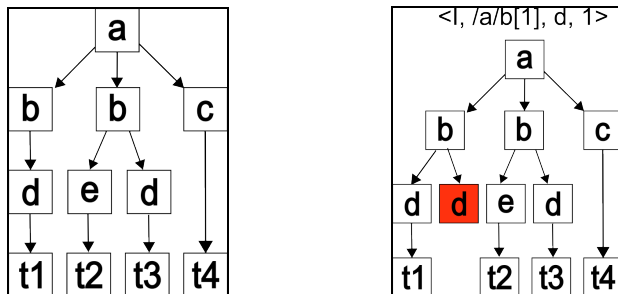 <I, /a/b[1], d, 1>
a
b b c
d e d
t1 t2 t3 t4
a
b b c
d d e d
t1 t2 t3 t4